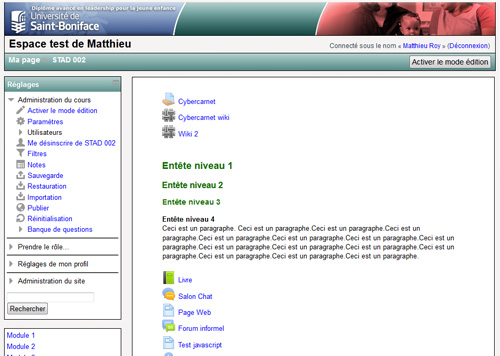 Diplôme avancé en leadership pour la jeune enfance
Université de
Saint-Boniface
Espace test de Matthieu
Connecté sous le nom « Matthieu Roy » (Déconnexion)
Ma page STAD 002
Activer le mode édition
Réglages
Administration du cours
Activer le mode édition
Paramètres
Utilisateurs
Me désinscrire de STAD 002
Filtres
Notes
Sauvegarde
Restauration
Importation
Publier
Réinitialisation
Banque de questions
Prendre le rôle...
Réglages de mon profil
Administration du site
Rechercher
Module 1
Module 2
Cybercarnet
Cybercarnet wiki
Wiki 2
Entête niveau 1
Entête niveau 2
Entête niveau 3
Entête niveau 4
Ceci est un paragraphe. Ceci est un paragraphe.Ceci est un paragraphe.Ceci est un
paragraphe.Ceci est un paragraphe.Ceci est un paragraphe.Ceci est un paragraphe.Ceci est un
paragraphe.Ceci est un paragraphe.Ceci est un paragraphe.Ceci est un paragraphe.Ceci est un
paragraphe.Ceci est un paragraphe.Ceci est un paragraphe.Ceci est un paragraphe.
Livre
Salon Chat
Page Web
Forum informel
Test javascript